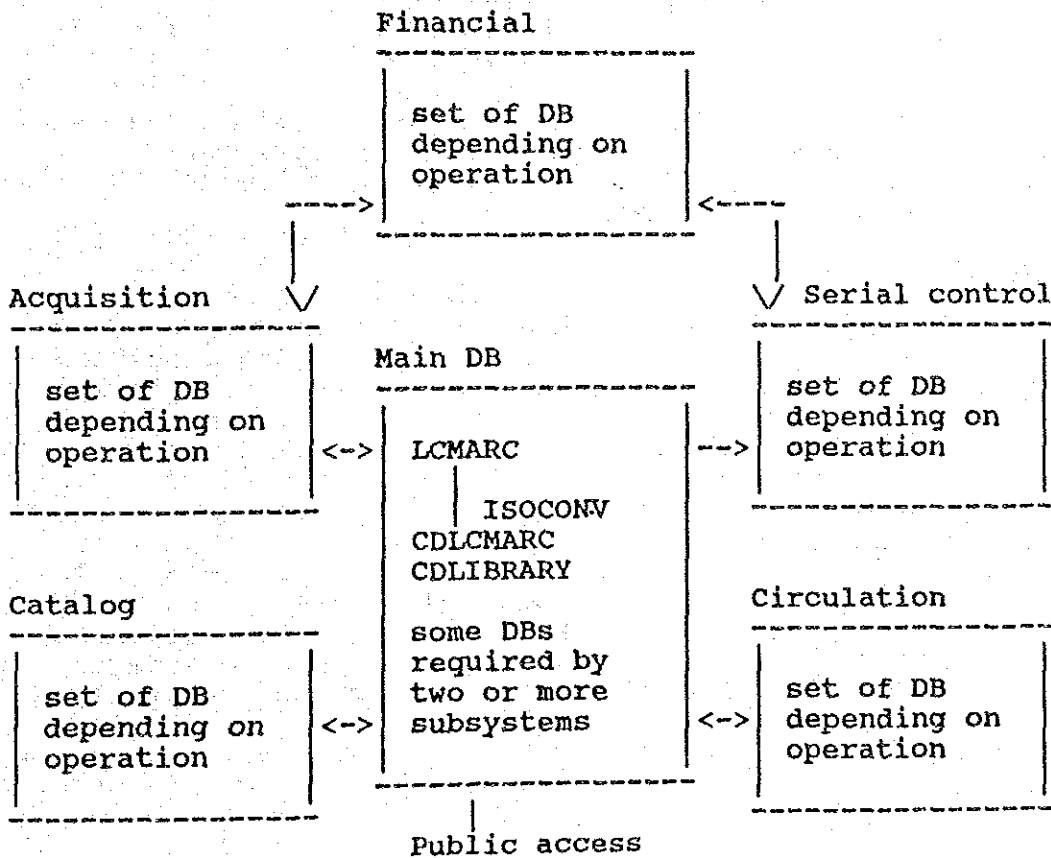 Financial
set of DB
depending on
operation
Acquisition
set of DB
depending on
operation
Main DB
LCMARC
ISOCONV
CDLCMARC
CDLIBRARY
some DBs
required by
two or more
subsystems
Serial control
set of DB
depending on
operation
Catalog
set of DB
depending on
operation
Circulation
set of DB
depending on
operation
Public access